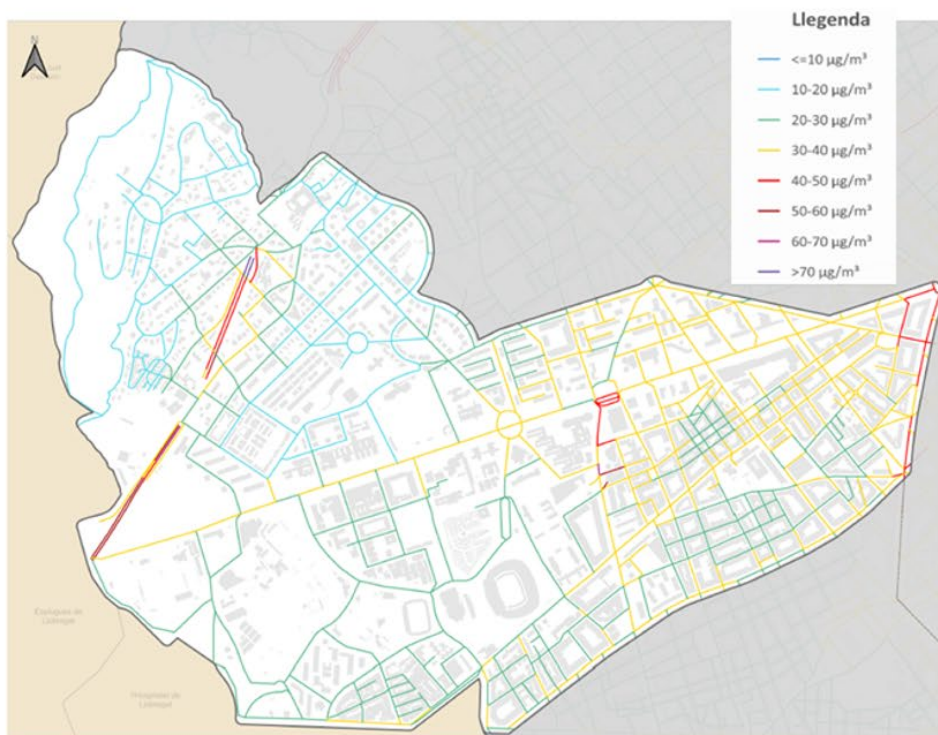 Llegenda
<=10 µg/m³
10-20 µg/m³
20-30 µg/m³
30-40 µg/m³
40-50 µg/m³
50-60 µg/m³
60-70 µg/m³
>70 µg/m³
N
Esplugues de
Llobregat
l'Hospitalet de
Llobregat